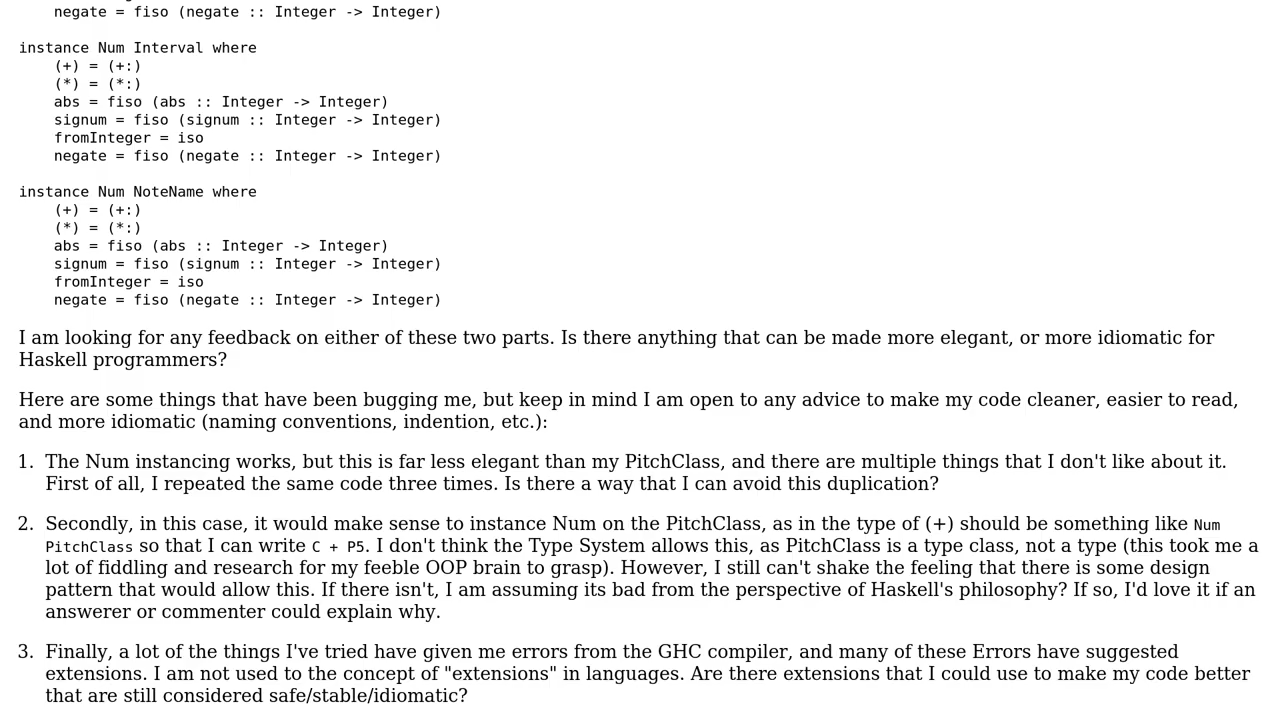 negate = fiso (negate :: Integer -> Integer)
instance Num Interval where
(+) = (+:)
(*) = (*:)
abs = fiso (abs :: Integer -> Integer)
signum = fiso (signum :: Integer -> Integer)
fromInteger = iso
negate = fiso (negate :: Integer -> Integer)
instance Num NoteName where
(+) = (+:)
(*) = (*:)
abs = fiso (abs :: Integer -> Integer)
signum = fiso (signum :: Integer -> Integer)
fromInteger = iso
negate = fiso (negate :: Integer -> Integer)
I am looking for any feedback on either of these two parts. Is there anything that can be made more elegant, or more idiomatic for
Haskell programmers?
Here are some things that have been bugging me, but keep in mind I am open to any advice to make my code cleaner, easier to read,
and more idiomatic (naming conventions, indention, etc.):
1. The Num instancing works, but this is far less elegant than my PitchClass, and there are multiple things that I don't like about it.
First of all, I repeated the same code three times. Is there a way that I can avoid this duplication?
2. Secondly, in this case, it would make sense to instance Num on the PitchClass, as in the type of (+) should be something like Num
PitchClass so that I can write C + P5. I don't think the Type System allows this, as PitchClass is a type class, not a type (this took me a
lot of fiddling and research for my feeble OOP brain to grasp). However, I still can't shake the feeling that there is some design
pattern that would allow this. If there isn't, I am assuming its bad from the perspective of Haskell's philosophy? If so, I'd love it if an
answerer or commenter could explain why.
3. Finally, a lot of the things I've tried have given me errors from the GHC compiler, and many of these Errors have suggested
extensions. I am not used to the concept of "extensions" in languages. Are there extensions that I could use to make my code better
that are still considered safe/stable/idiomatic?